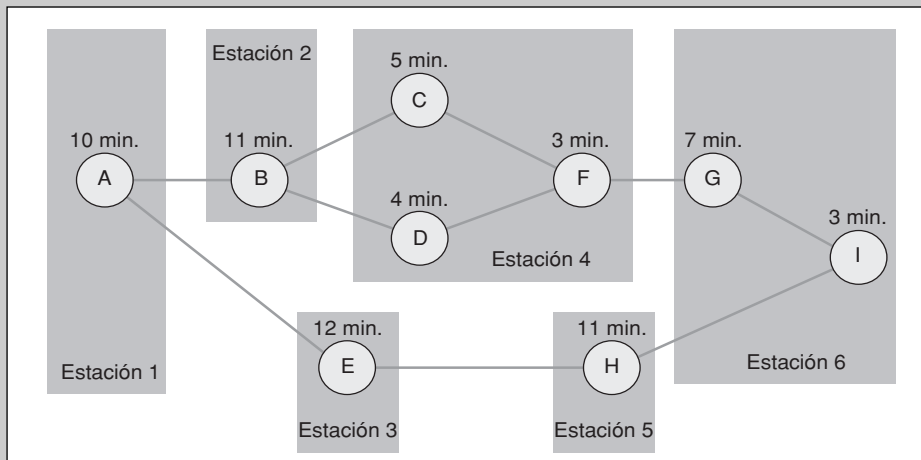 Estación 2
5 min.
C
10 min.
11 min.
3 min.
7 min.
A
B
F
G
4 min.
D
3 min.
I
Estación 4
12 min.
11 min.
E
H
Estación 1
Estación 6
Estación 3
Estación 5